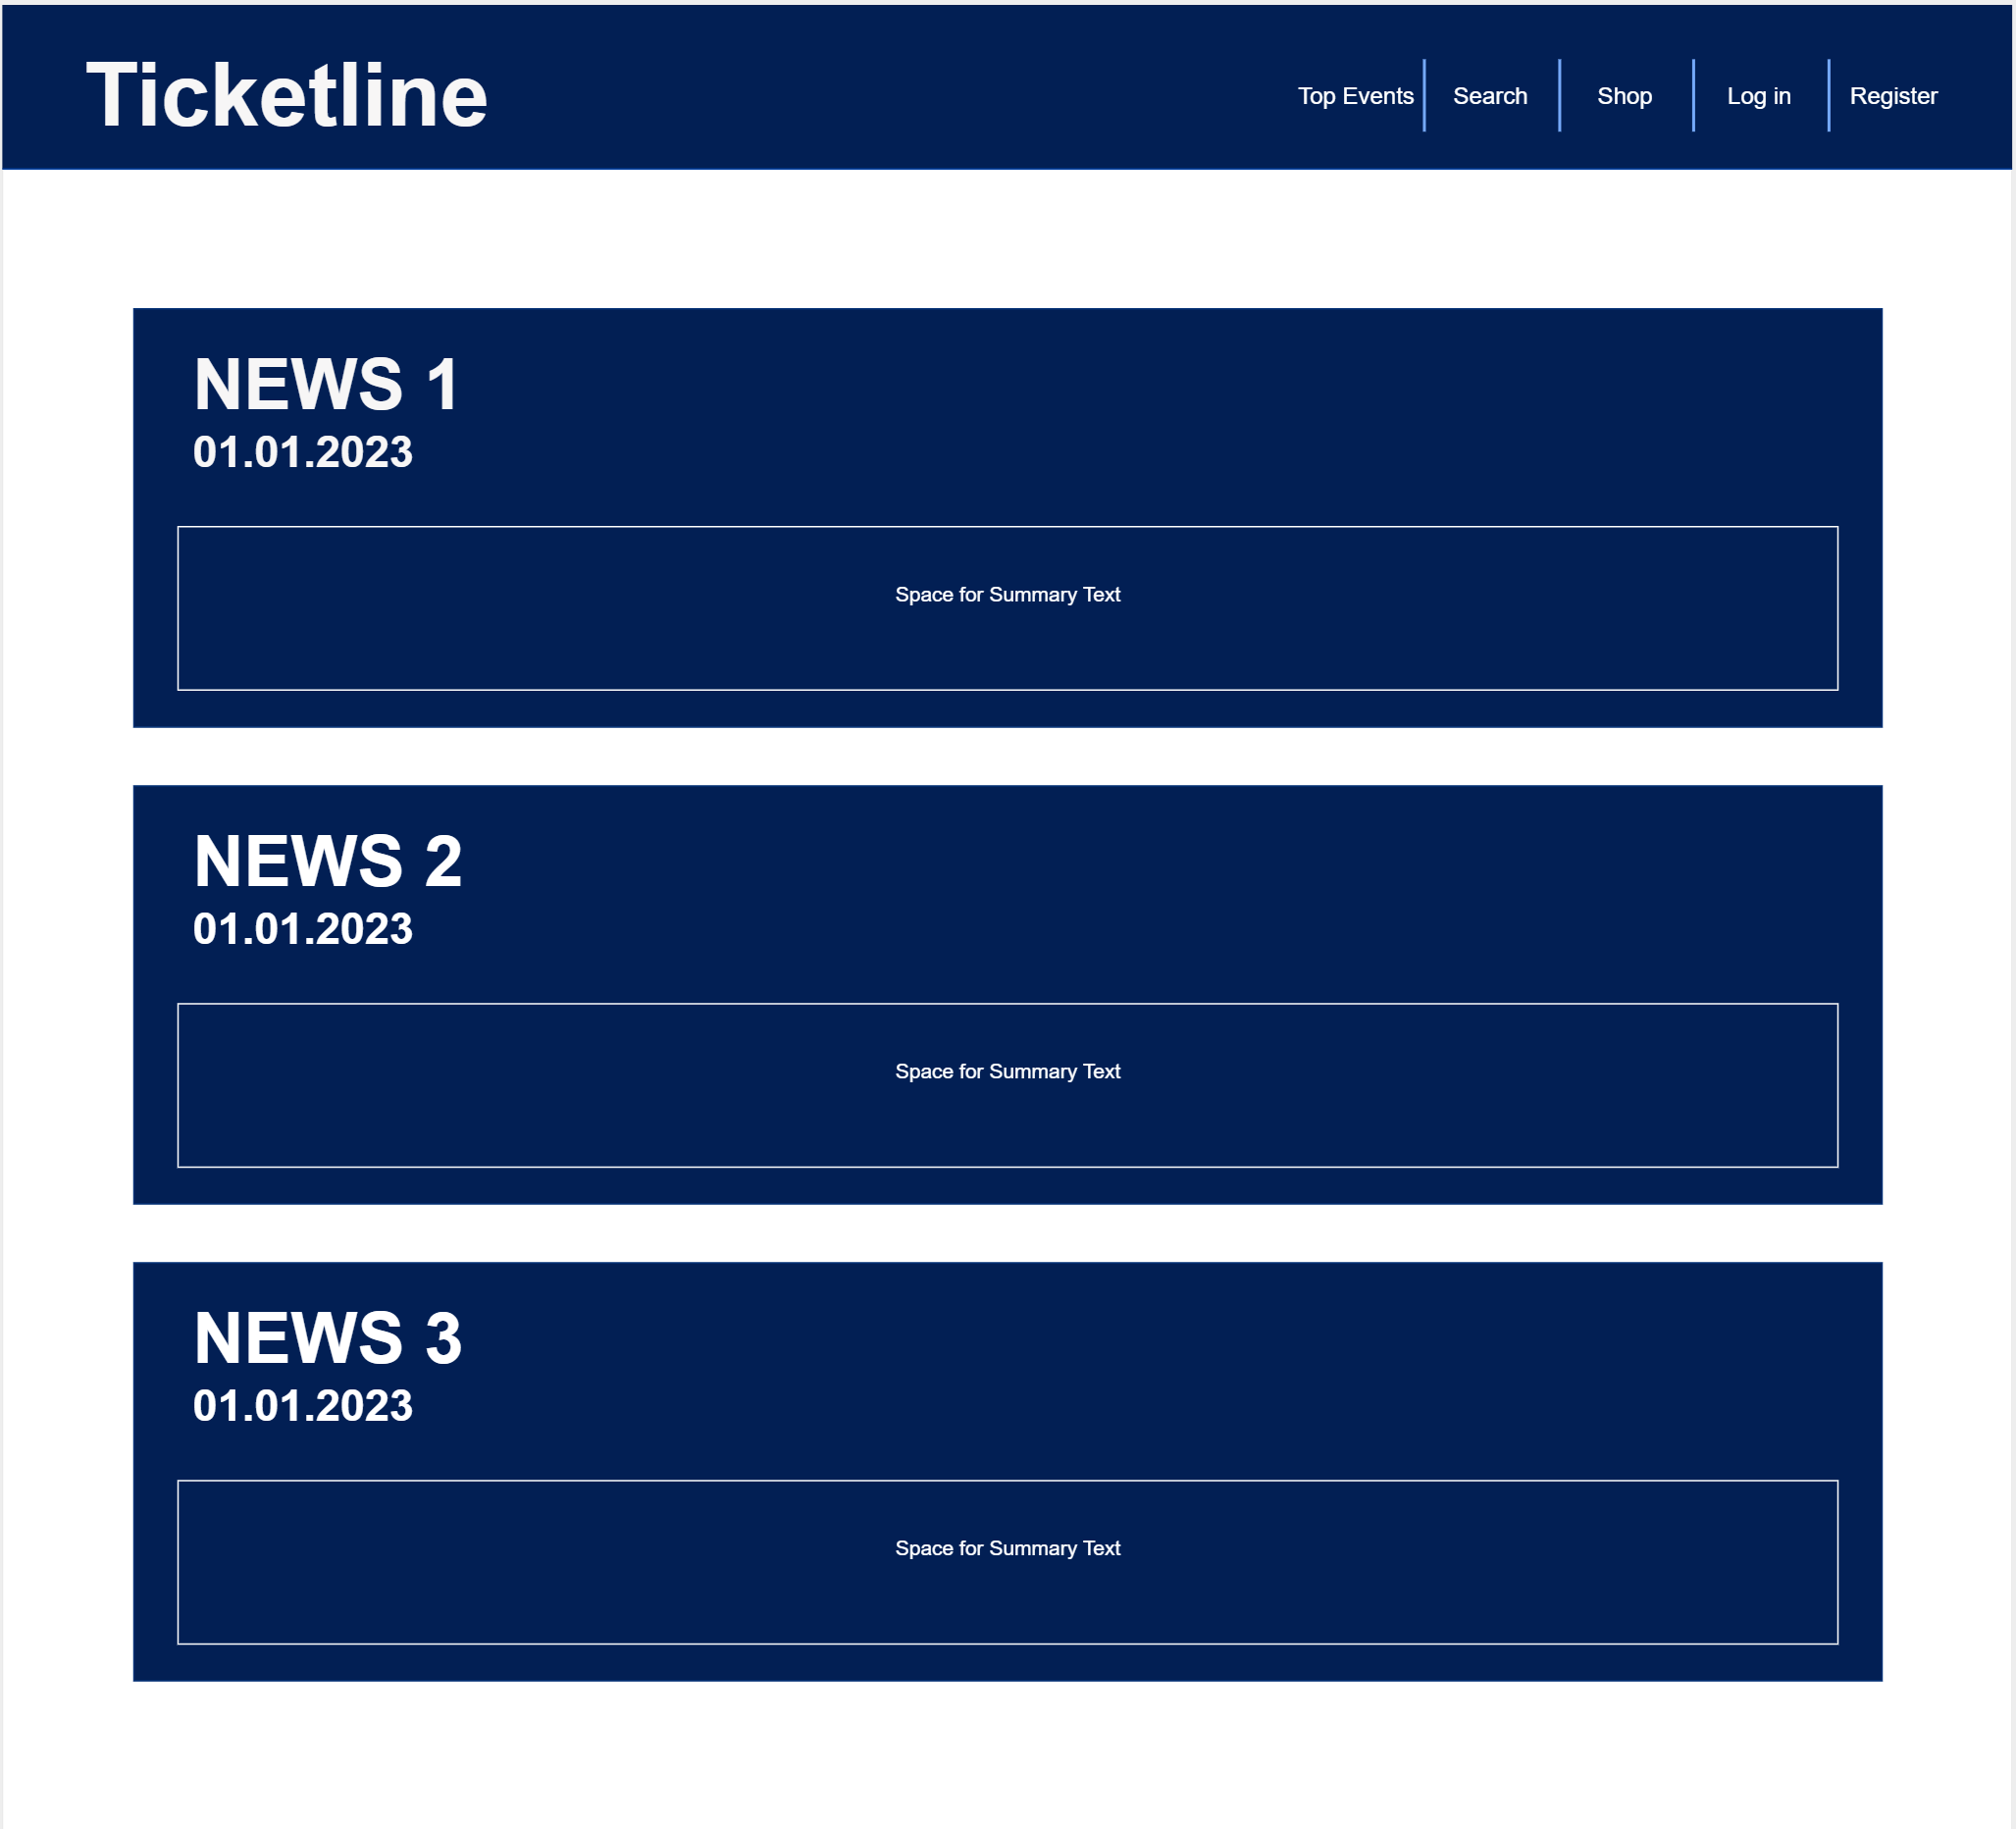 Ticketline
Top Events
Search
Shop
Log in
Register
NEWS 1
01.01.2023
Space for Summary Text
NEWS 2
01.01.2023
Space for Summary Text
NEWS 3
01.01.2023
Space for Summary Text